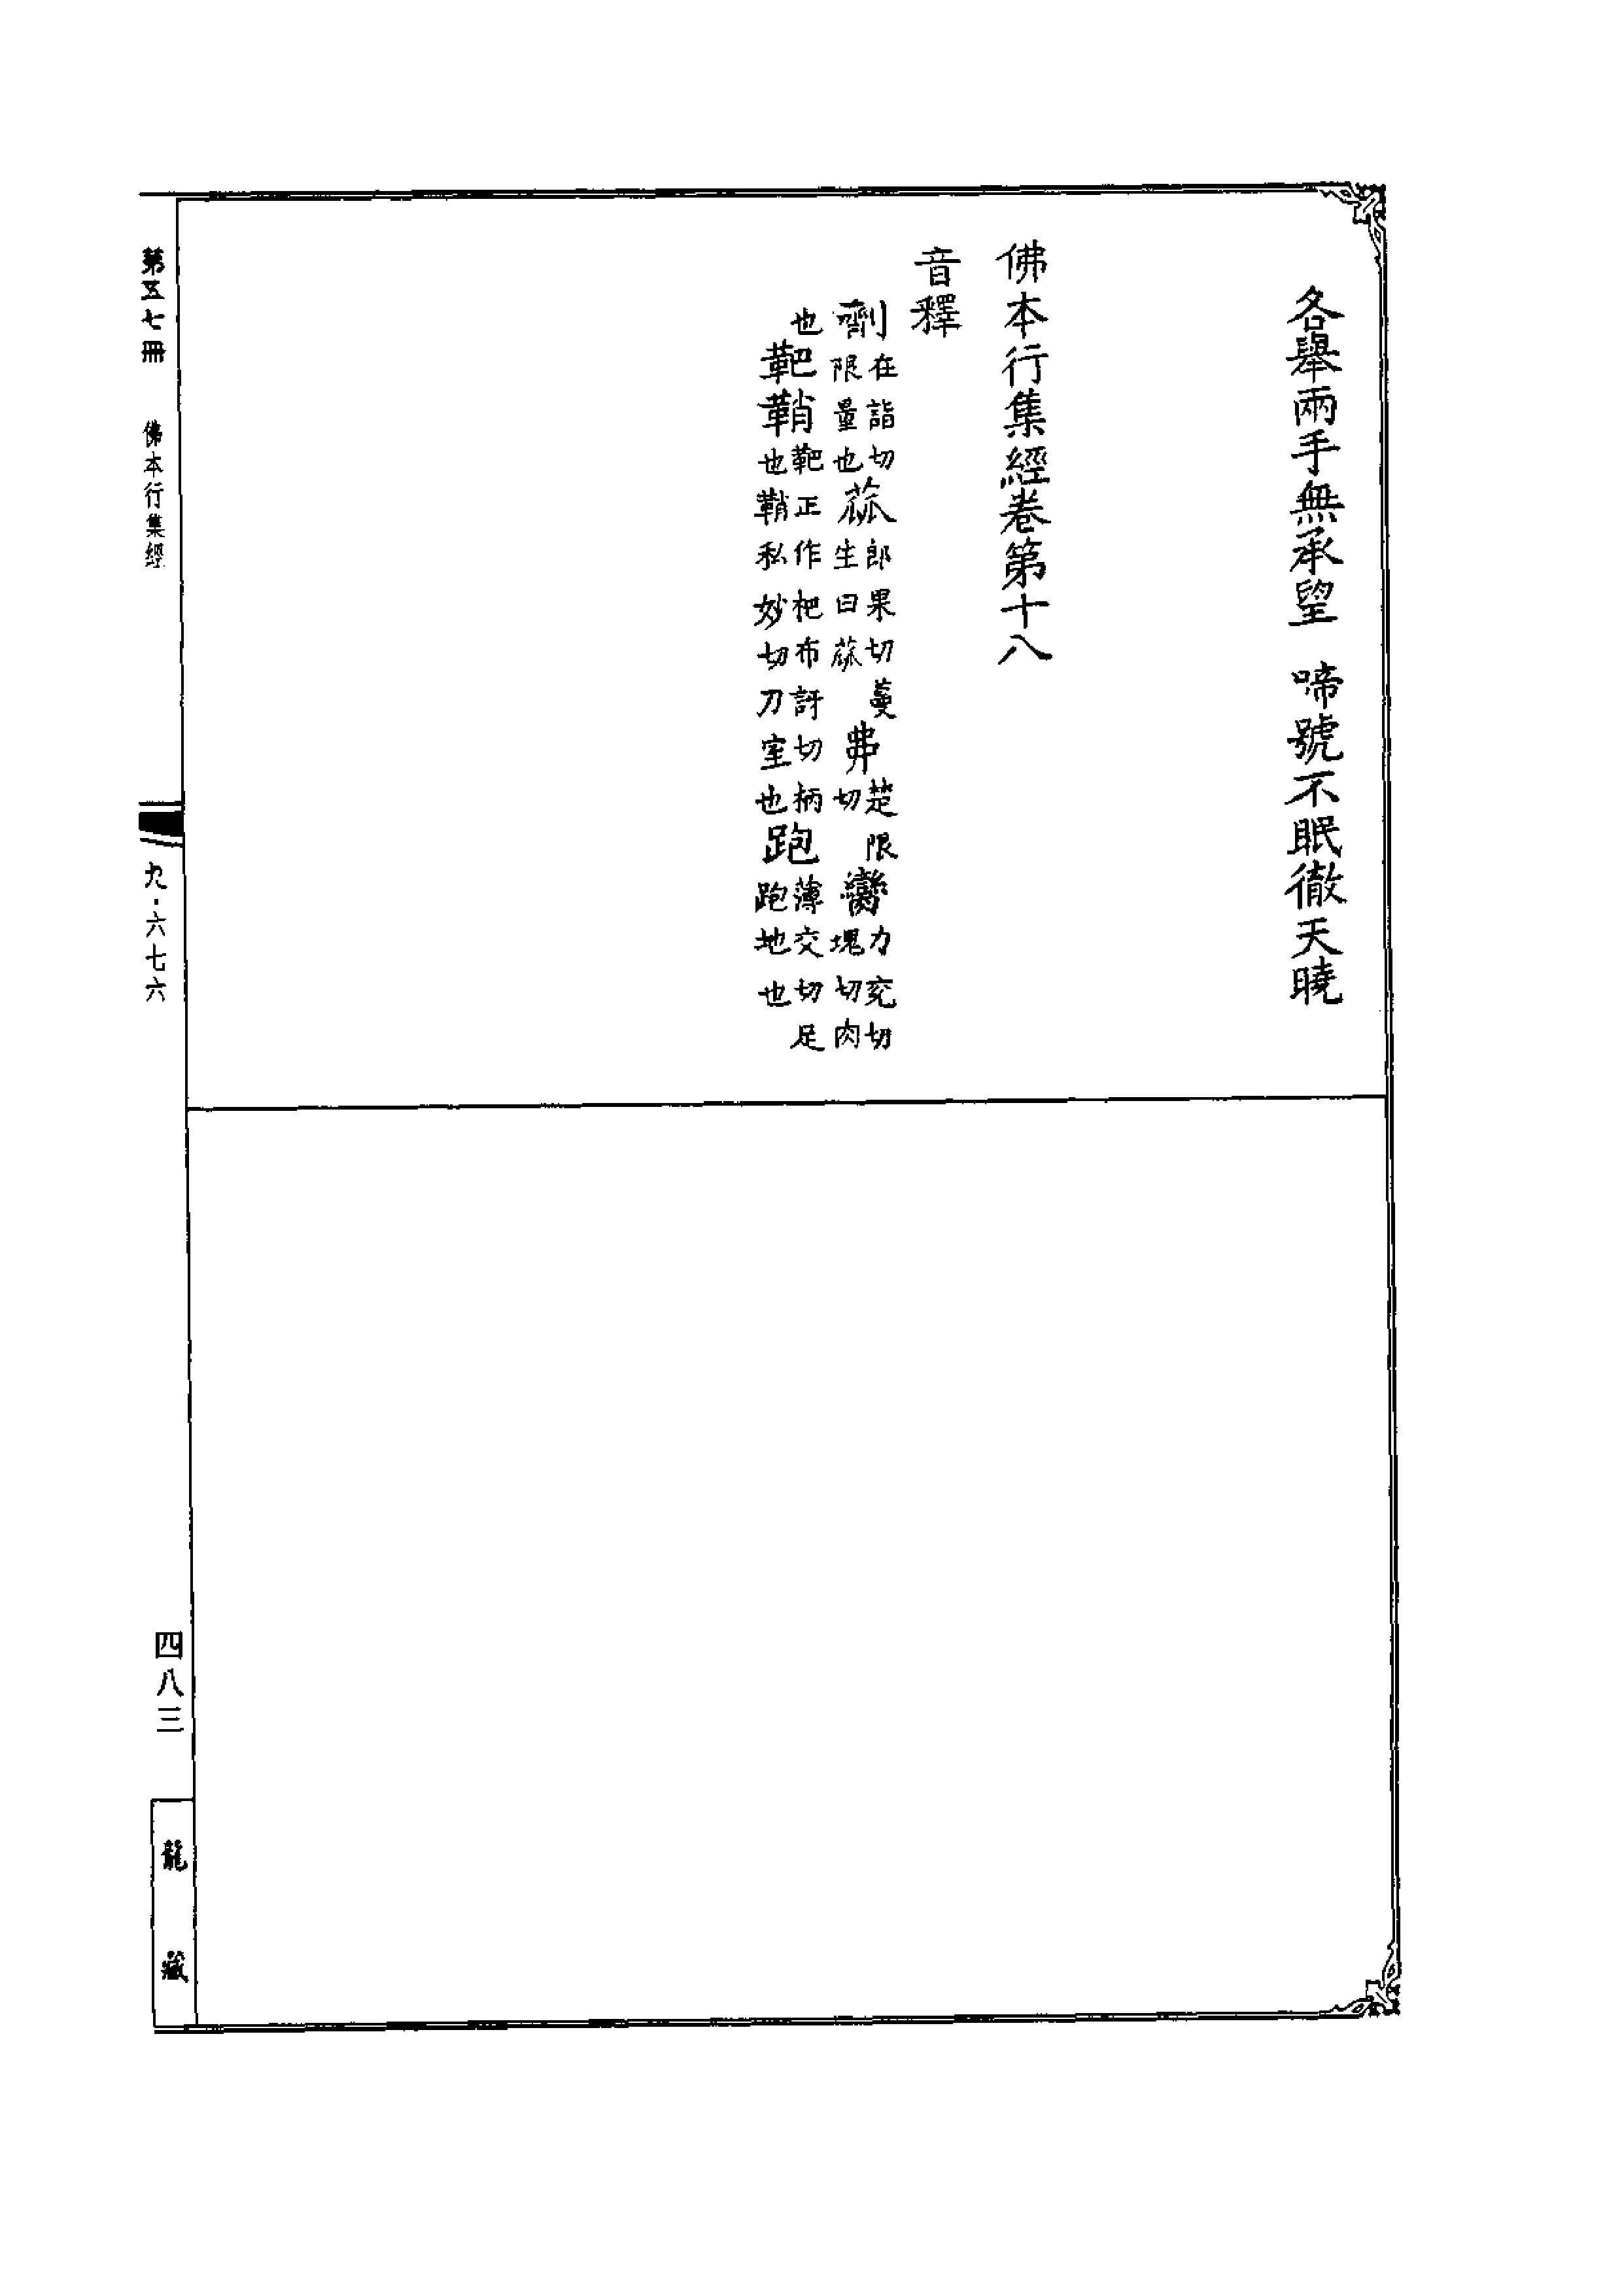 各舉兩手無承望　啼號不眠徹天曉
佛本行集經卷第十八
音釋
劑在詣切限量也蓏郎果切蔓生曰蓏弗楚限切臠力兖切塊切肉
也靶鞘靶正作杷布訝切柄也鞘私妙切刀室也跑薄交切足跑地也
第五七冊　佛本行集經
九·六七六
四八三
龍藏